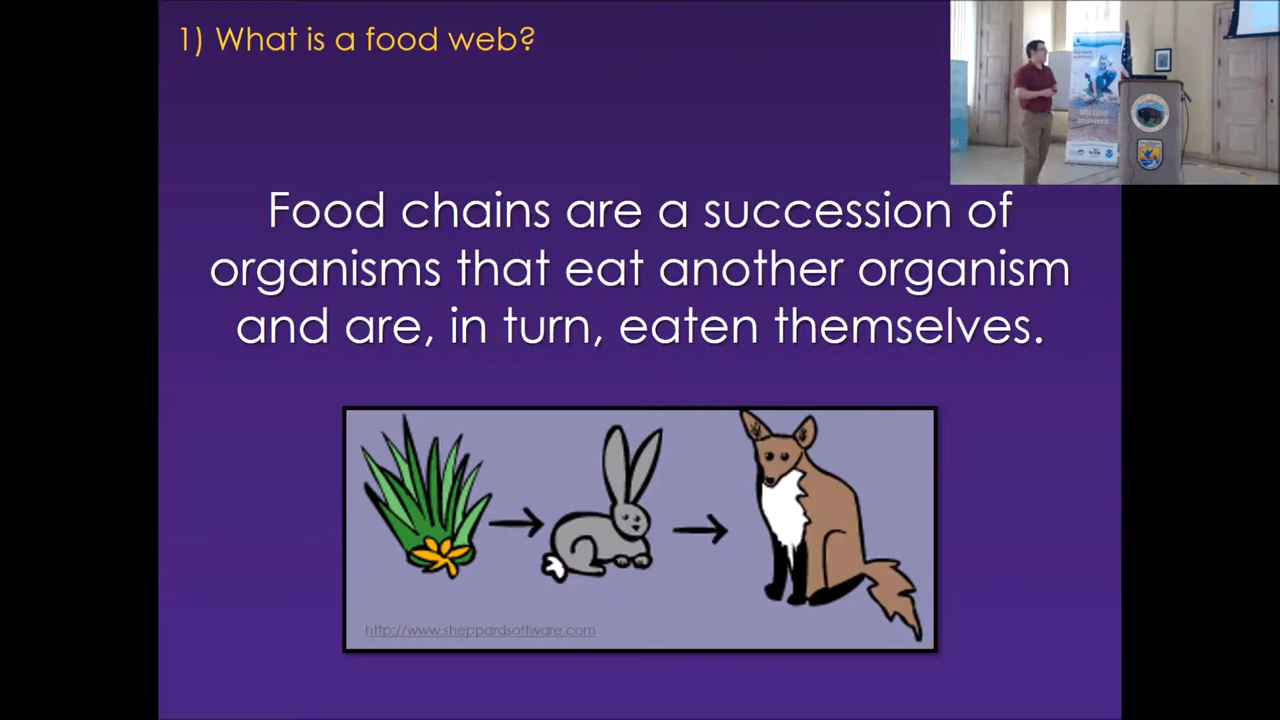 1) What is a food web?
Food chains are a succession of
organisms that eat another organism
and are, in turn, eaten themselves.
http://www.sheppardsoftware.com